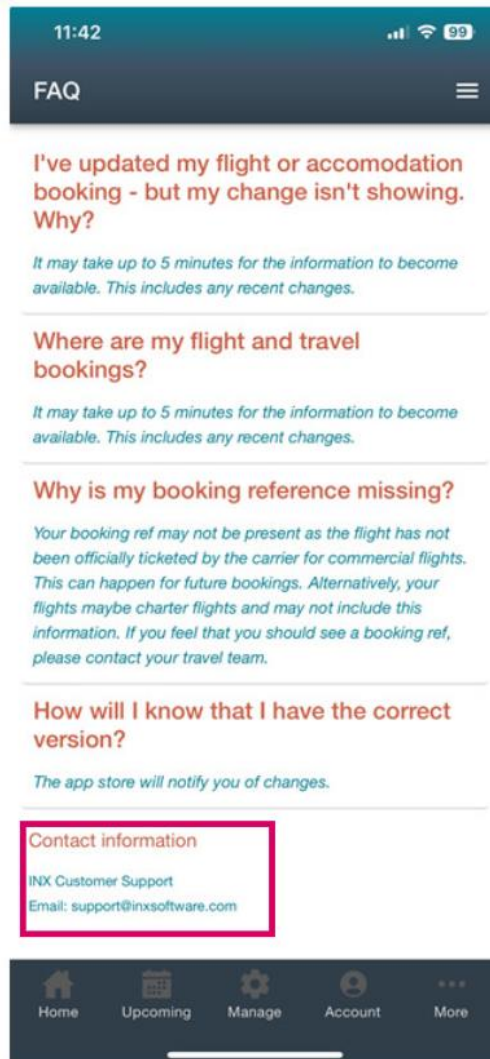 11:42
99
FAQ
I've updated my flight or accomodation
booking - but my change isn't showing.
Why?
It may take up to 5 minutes for the information to become
available. This includes any recent changes.
Where are my flight and travel
bookings?
It may take up to 5 minutes for the information to become
available. This includes any recent changes.
Why is my booking reference missing?
Your booking ref may not be present as the flight has not
been officially ticketed by the carrier for commercial flights.
This can happen for future bookings. Alternatively, your
flights maybe charter flights and may not include this
information. If you feel that you should see a booking ref,
please contact your travel team.
How will I know that I have the correct
version?
The app store will notify you of changes.
Contact information
INX Customer Support
Email: support@inxsoftware.com
Home Upcoming Manage Account More